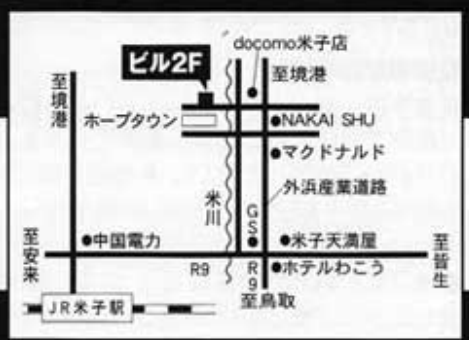 docomo米子店
ビル2F
至境港
至境港
ホープタウン
●NAKAI SHU
●マクドナルド
外浜産業道路
米川
GS
●中国電力
●米子天満屋
至安来
至皆生
R9
R9
●ホテルわこう
至鳥取
JR米子駅